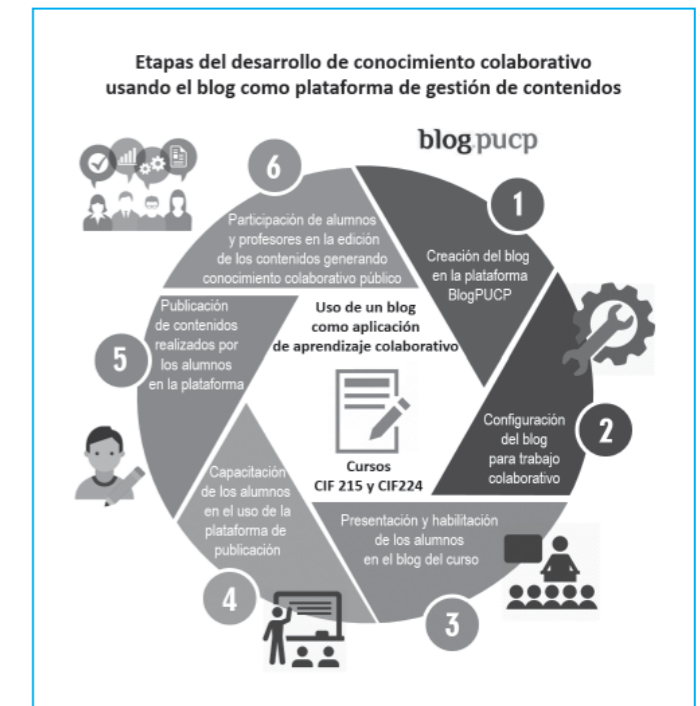 Etapas del desarrollo de conocimiento colaborativo
usando el blog como plataforma de gestión de contenidos
blog.pucp
1
Creación del blog
en la plataforma
BlogPUCP
2
Configuración
del blog
para trabajo
colaborativo
3
Presentación y habilitación
de los alumnos
en el blog del curso
4
Capacitación
de los alumnos
en el uso de la
plataforma de
publicación
5
Publicación
de contenidos
realizados por
los alumnos
en la plataforma
6
Participación de alumnos
y profesores en la edición
de los contenidos generando
conocimiento colaborativo público
Uso de un blog
como aplicación
de aprendizaje colaborativo
Cursos
CIF 215 y CIF224